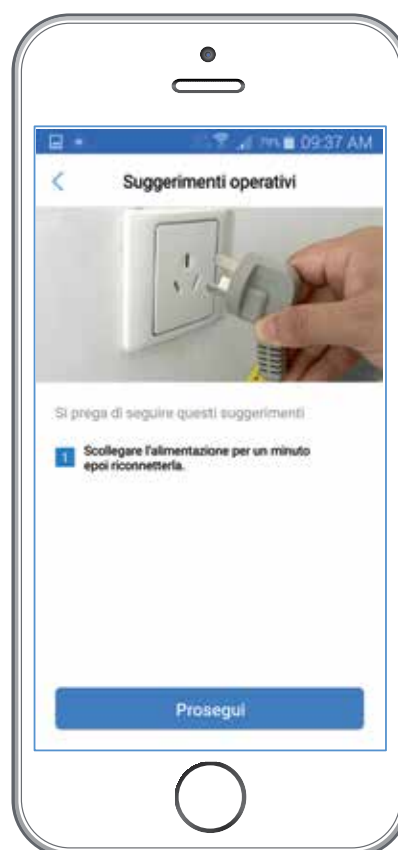 79% 09:37 AM
Suggerimenti operativi
Si prega di seguire questi suggerimenti
1 Scollegare l'alimentazione per un minuto
epoi riconnetterla.
Prosegui